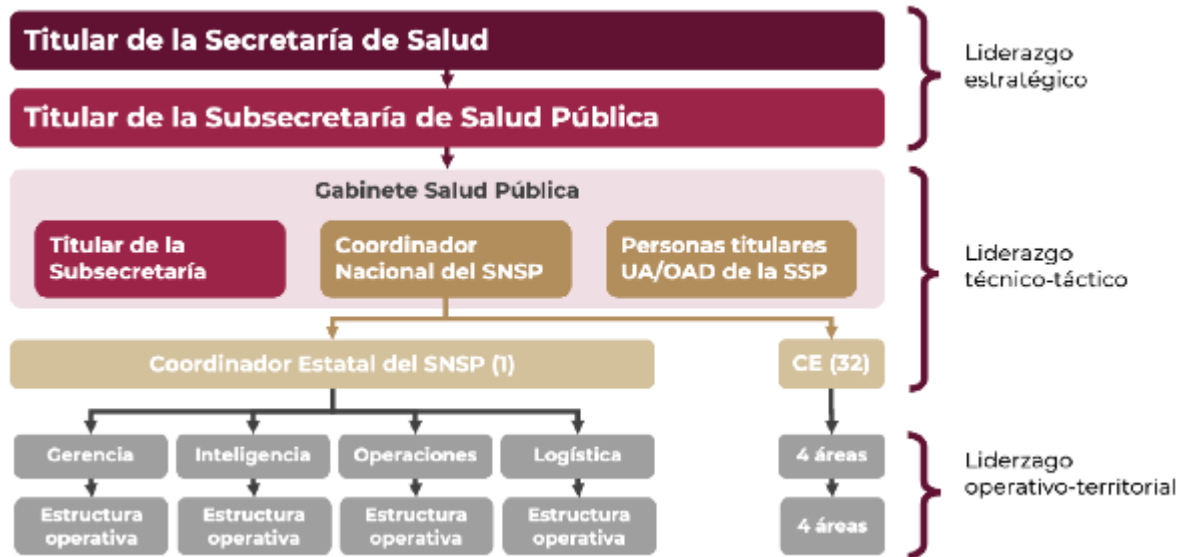 Titular de la Secretaría de Salud
Liderazgo
estratégico
Titular de la Subsecretaría de Salud Pública
Gabinete Salud Pública
Titular de la
Subsecretaría
Coordinador
Nacional del SNSP
Personas titulares
UA/OAD de la SSP
Liderazgo
técnico-táctico
Coordinador Estatal del SNSP (1)
CE (32)
Gerencia
Inteligencia
Operaciones
Logística
4 áreas
Liderzago
operativo-territorial
Estructura
operativa
Estructura
operativa
Estructura
operativa
Estructura
operativa
4 áreas